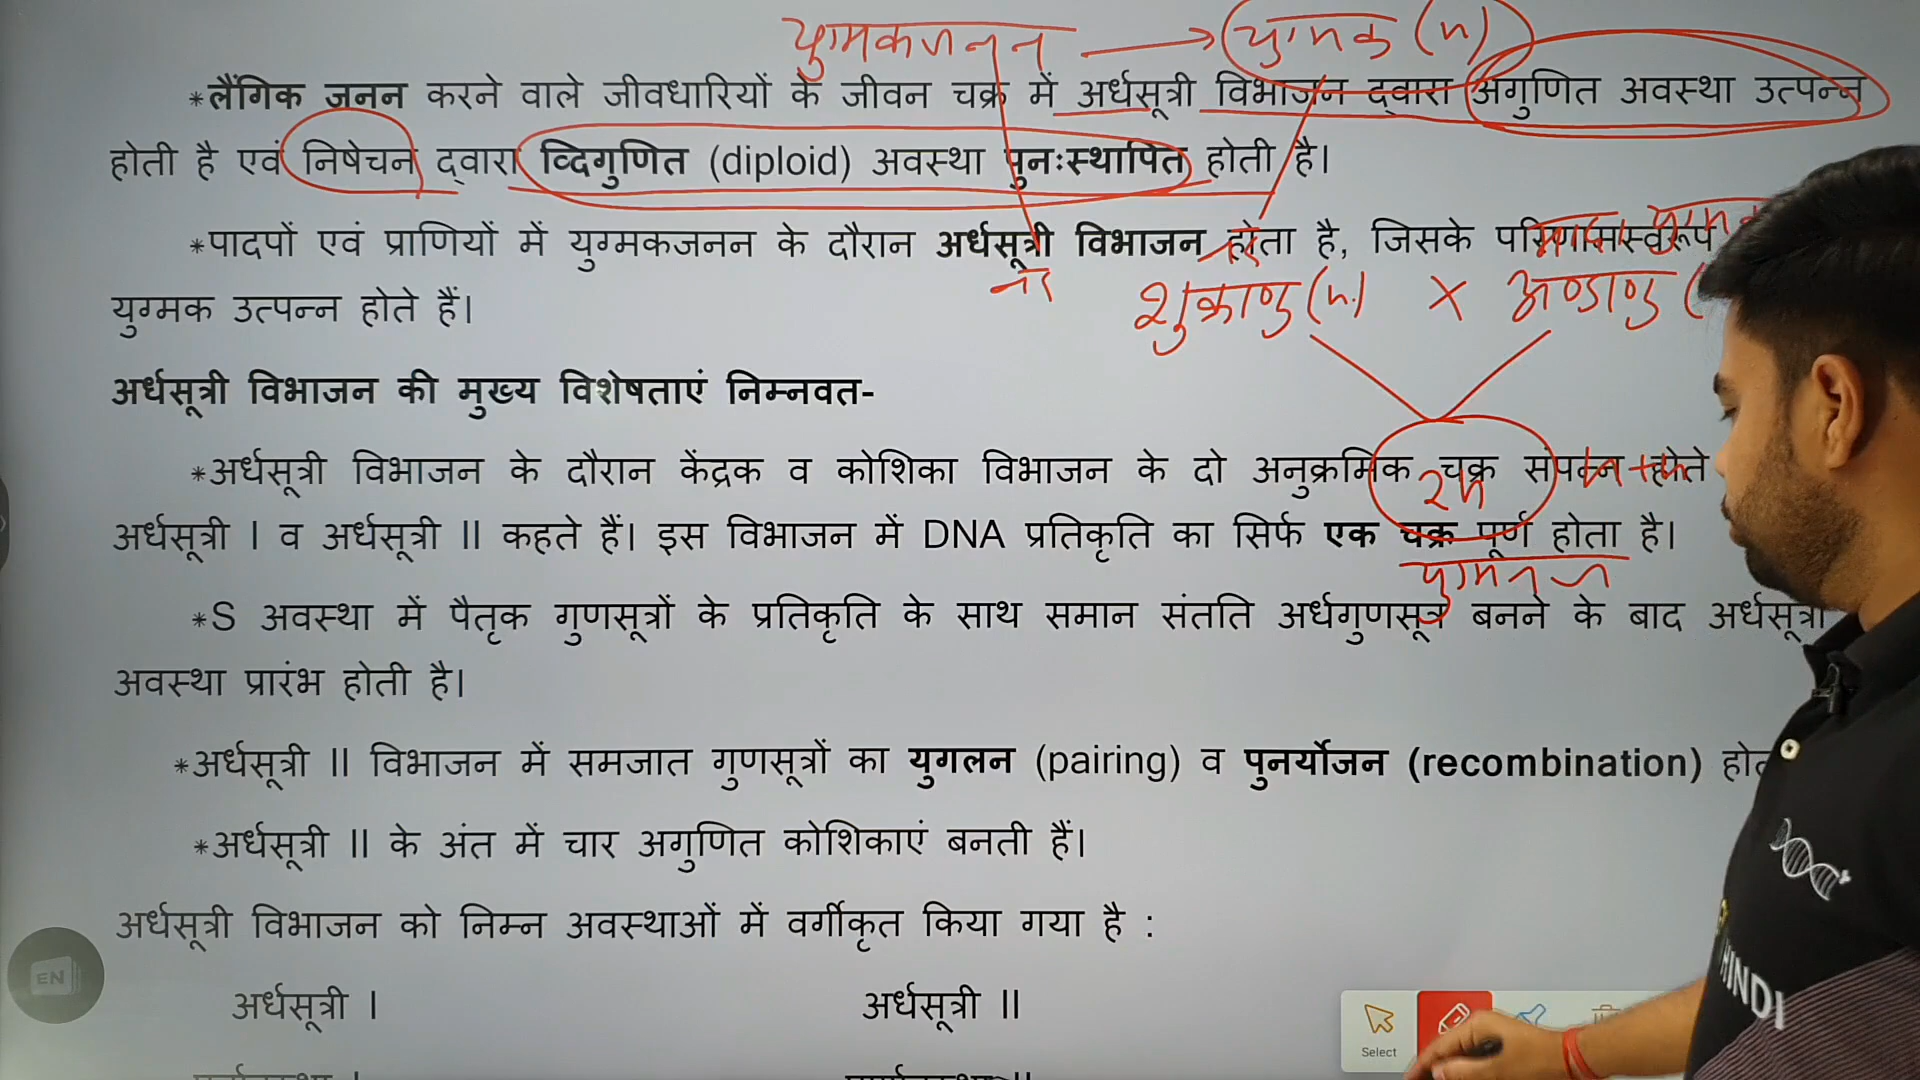 युग्मकजनन → युग्मक (n)
*लैंगिक जनन करने वाले जीवधारियों के जीवन चक्र में अर्धसूत्री विभाजन द्वारा अगुणित अवस्था उत्पन्न
होती है एवं निषेचन द्वारा व्दिगुणित (diploid) अवस्था पुनःस्थापित होती है।
*पादपों एवं प्राणियों में युग्मकजनन के दौरान अर्धसूत्री विभाजन होता है, जिसके परिणामस्वरूप
नर
शुक्राणु (n) × अण्डाणु (
युग्मक उत्पन्न होते हैं।
अर्धसूत्री विभाजन की मुख्य विशेषताएं निम्नवत-
*अर्धसूत्री विभाजन के दौरान केंद्रक व कोशिका विभाजन के दो अनुक्रमिक चक्र संपन्न होते
2n
अर्धसूत्री I व अर्धसूत्री II कहते हैं। इस विभाजन में DNA प्रतिकृति का सिर्फ एक चक्र पूर्ण होता है।
*S अवस्था में पैतृक गुणसूत्रों के प्रतिकृति के साथ समान संतति अर्धगुणसूत्र बनने के बाद अर्धसूत्री
अवस्था प्रारंभ होती है।
*अर्धसूत्री II विभाजन में समजात गुणसूत्रों का युगलन (pairing) व पुनर्योजन (recombination)
*अर्धसूत्री II के अंत में चार अगुणित कोशिकाएं बनती हैं।
अर्धसूत्री विभाजन को निम्न अवस्थाओं में वर्गीकृत किया गया है :
अर्धसूत्री I अर्धसूत्री II
EN
Select
HINDI